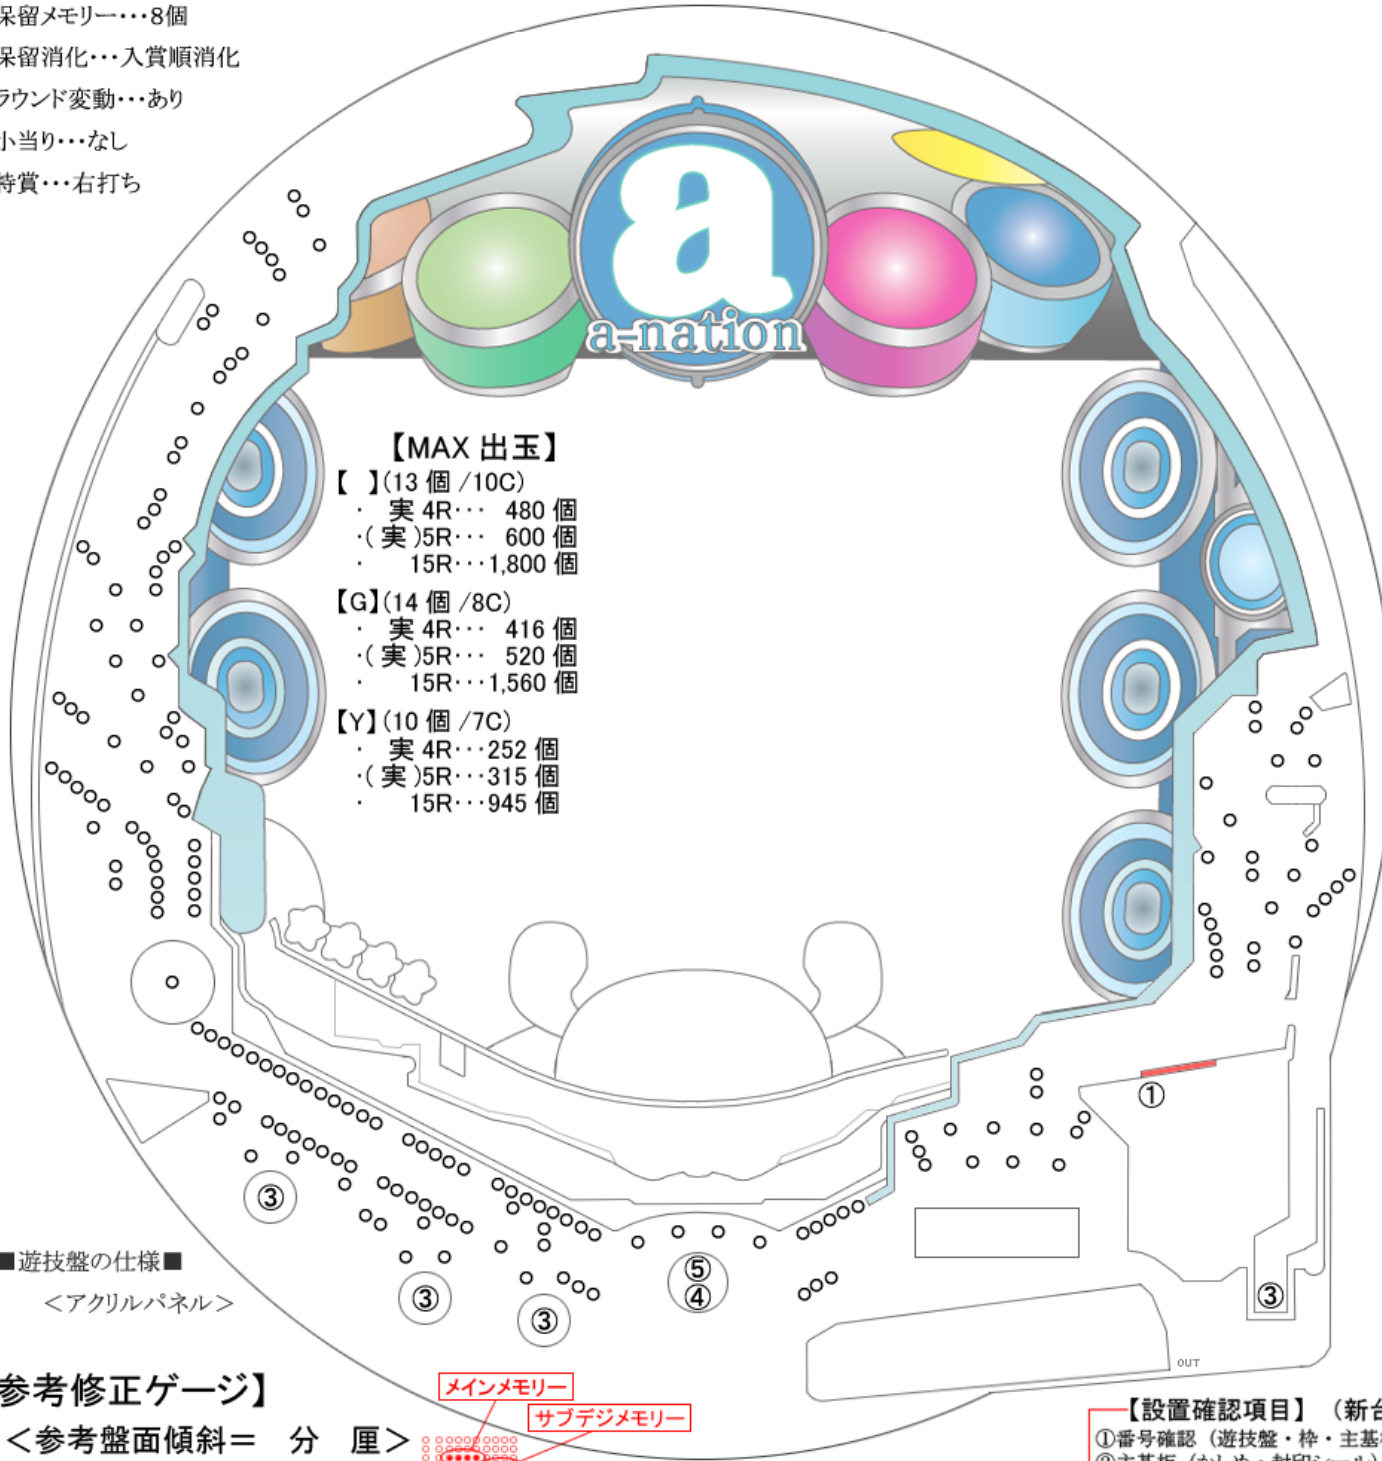 保留メモリー･･･8個
保留消化･･･入賞順消化
ラウンド変動･･･あり
小当り･･･なし
特賞･･･右打ち
a
a-nation
【MAX 出玉】
【　】(13 個 /10C)
･　実 4R･･･　480 個
･( 実 )5R･･･　600 個
･　　15R･･･1,800 個
【G】(14 個 /8C)
･　実 4R･･･　416 個
･( 実 )5R･･･　520 個
･　　15R･･･1,560 個
【Y】(10 個 /7C)
･　実 4R･･･252 個
･( 実 )5R･･･315 個
･　　15R･･･945 個
①
③
③
③
⑤
④
③
OUT
■遊技盤の仕様■
＜アクリルパネル＞
参考修正ゲージ】
＜参考盤面傾斜＝　分　厘＞
メインメモリー
サブデジメモリー
【設置確認項目】（新台
①番号確認（遊技盤・枠・主基